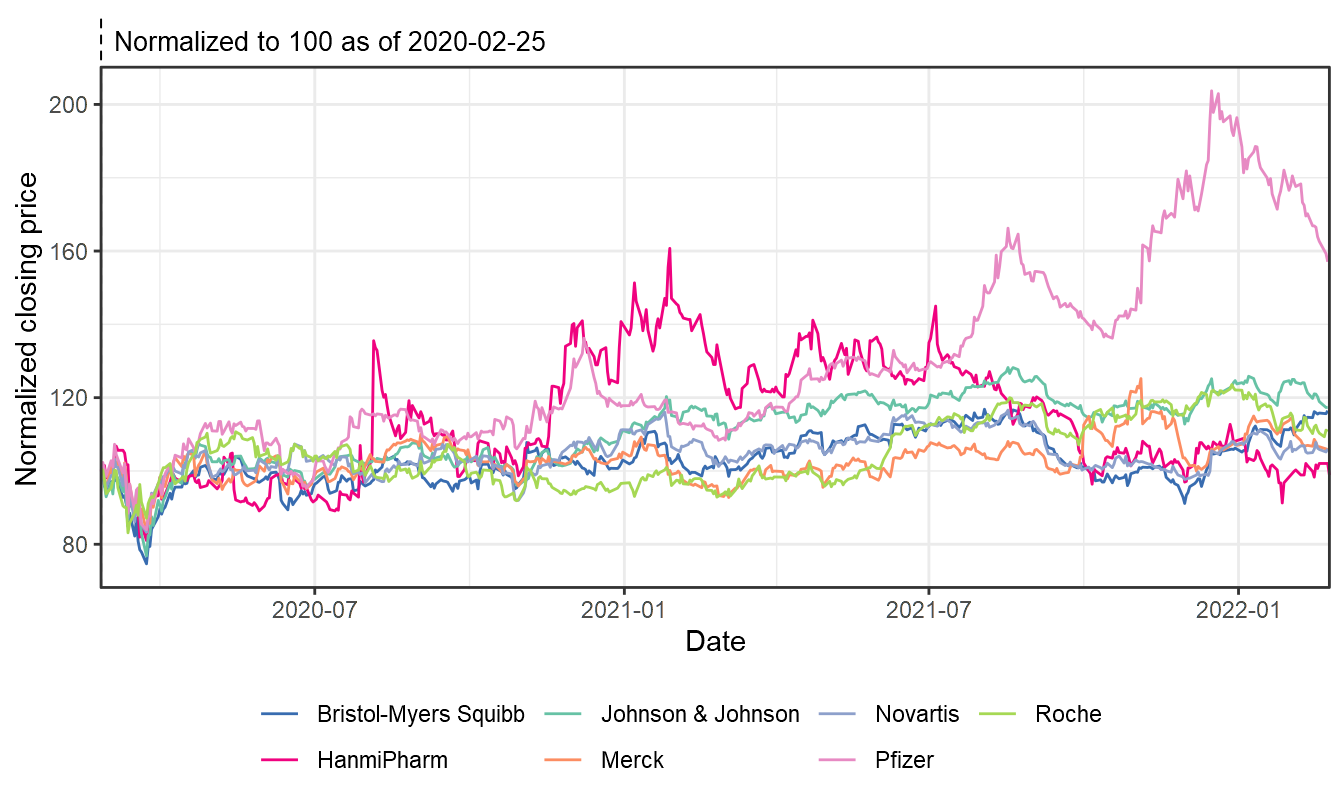 Normalized to 100 as of 2020-02-25
200
160
120
80
Normalized closing price
2020-07
2021-01
2021-07
2022-01
Date
Bristol-Myers Squibb
Johnson & Johnson
Novartis
Roche
HanmiPharm
Merck
Pfizer